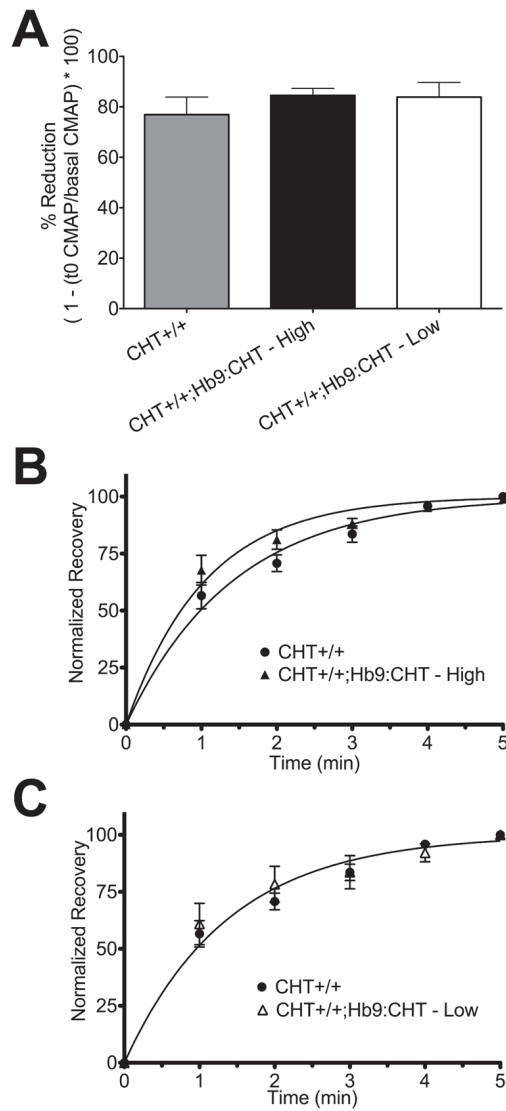 A
% Reduction
( 1 - (t0 CMAP/basal CMAP) * 100)
100
80
60
40
20
0
CHT+/+
CHT+/+;Hb9:CHT - High
CHT+/+;Hb9:CHT - Low
B
Normalized Recovery
100
75
50
25
0
CHT+/+
CHT+/+;Hb9:CHT - High
0 1 2 3 4 5
Time (min)
C
Normalized Recovery
100
75
50
25
0
CHT+/+
CHT+/+;Hb9:CHT - Low
0 1 2 3 4 5
Time (min)